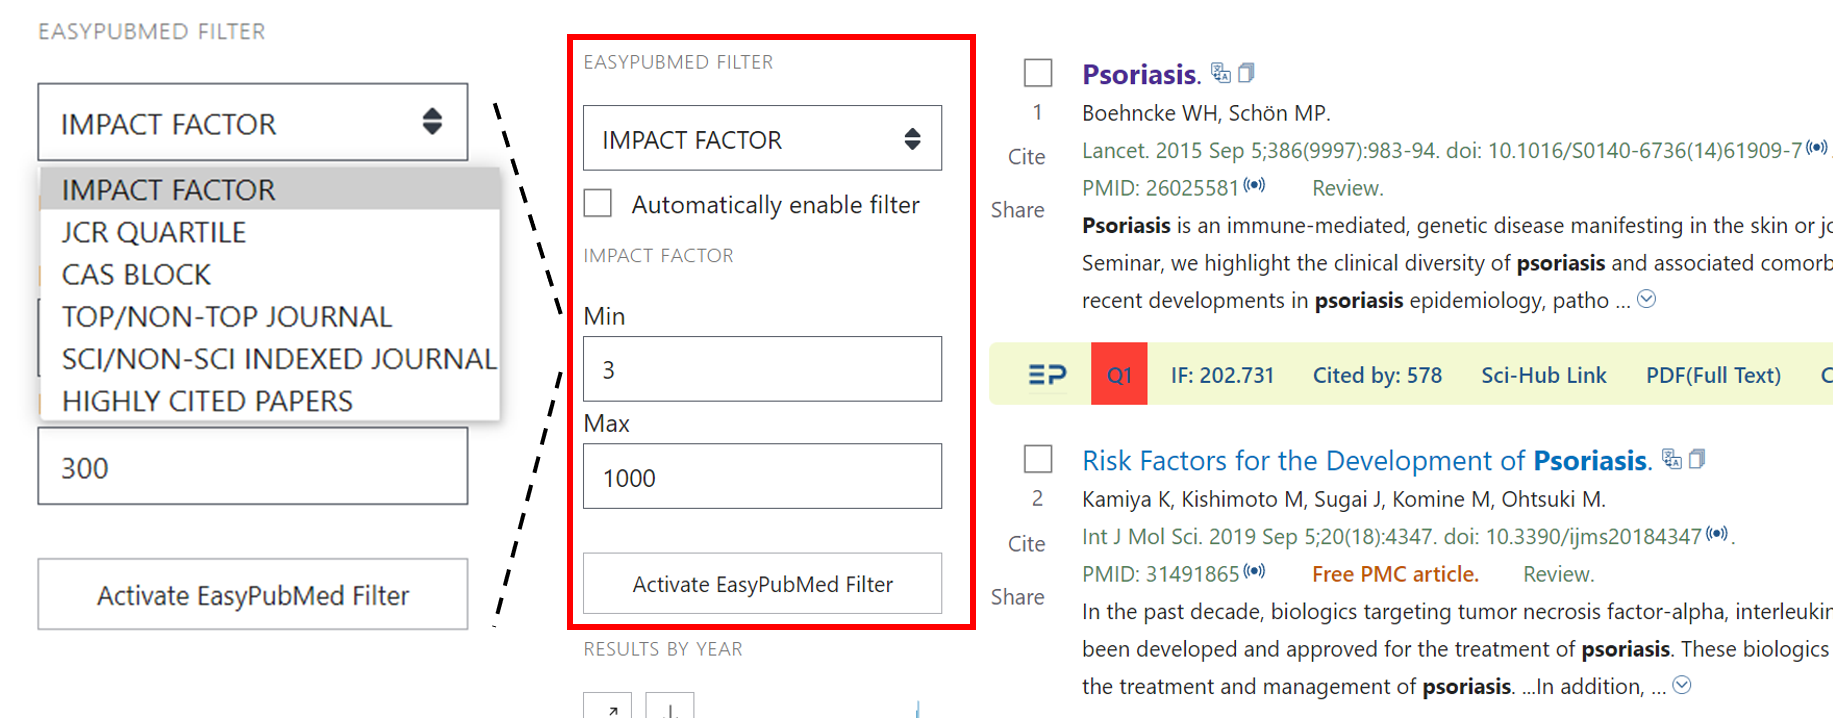 EASYPUBMED FILTER
IMPACT FACTOR
IMPACT FACTOR
JCR QUARTILE
CAS BLOCK
TOP/NON-TOP JOURNAL
SCI/NON-SCI INDEXED JOURNAL
HIGHLY CITED PAPERS
300
Activate EasyPubMed Filter
EASYPUBMED FILTER
IMPACT FACTOR
Automatically enable filter
IMPACT FACTOR
Min
3
Max
1000
Activate EasyPubMed Filter
RESULTS BY YEAR
Psoriasis.
1
Boehncke WH, Schön MP.
Cite
Lancet. 2015 Sep 5;386(9997):983-94. doi: 10.1016/S0140-6736(14)61909-7.
PMID: 26025581 Review.
Share
Psoriasis is an immune-mediated, genetic disease manifesting in the skin or
Seminar, we highlight the clinical diversity of psoriasis and associated
recent developments in psoriasis epidemiology, patho ...
EP Q1 IF: 202.731 Cited by: 578 Sci-Hub Link PDF(Full Text)
Risk Factors for the Development of Psoriasis.
2
Kamiya K, Kishimoto M, Sugai J, Komine M, Ohtsuki M.
Cite
Int J Mol Sci. 2019 Sep 5;20(18):4347. doi: 10.3390/ijms20184347.
PMID: 31491865 Free PMC article. Review.
Share
In the past decade, biologics targeting tumor necrosis factor-alpha,
been developed and approved for the treatment of psoriasis. These biologics
the treatment and management of psoriasis. ...In addition, ...